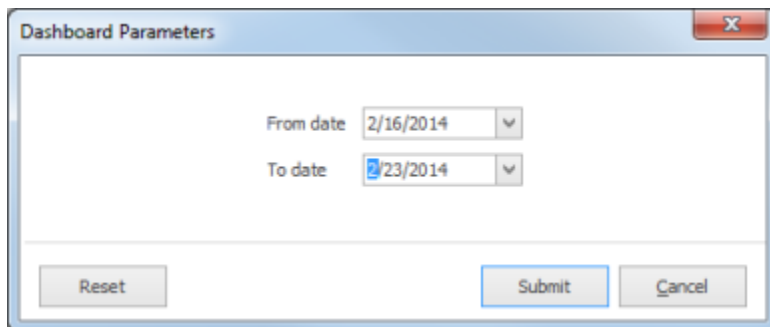 Dashboard Parameters
From date 2/16/2014
To date 2/23/2014
Reset Submit Cancel